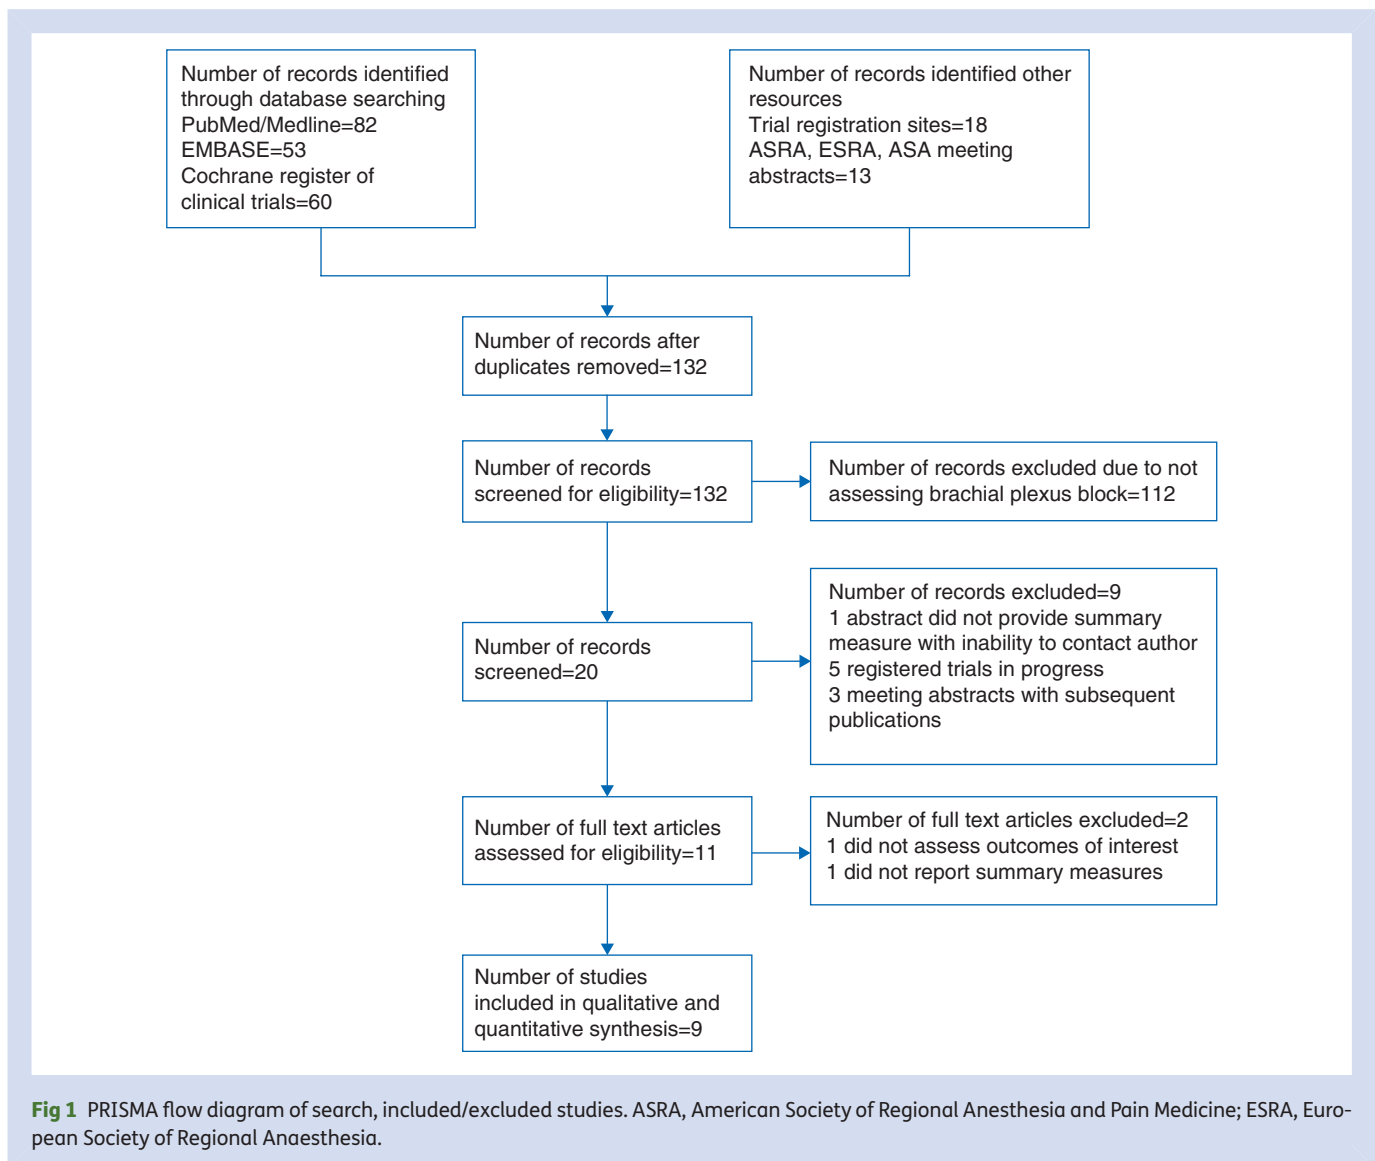 Number of records identified
through database searching
PubMed/Medline=82
EMBASE=53
Cochrane register of
clinical trials=60
Number of records identified other
resources
Trial registration sites=18
ASRA, ESRA, ASA meeting
abstracts=13
Number of records after
duplicates removed=132
Number of records
screened for eligibility=132
Number of records excluded due to not
assessing brachial plexus block=112
Number of records
screened=20
Number of records excluded=9
1 abstract did not provide summary
measure with inability to contact author
5 registered trials in progress
3 meeting abstracts with subsequent
publications
Number of full text articles
assessed for eligibility=11
Number of full text articles excluded=2
1 did not assess outcomes of interest
1 did not report summary measures
Number of studies
included in qualitative and
quantitative synthesis=9
Fig 1 PRISMA flow diagram of search, included/excluded studies. ASRA, American Society of Regional Anesthesia and Pain Medicine; ESRA, Euro-
pean Society of Regional Anaesthesia.